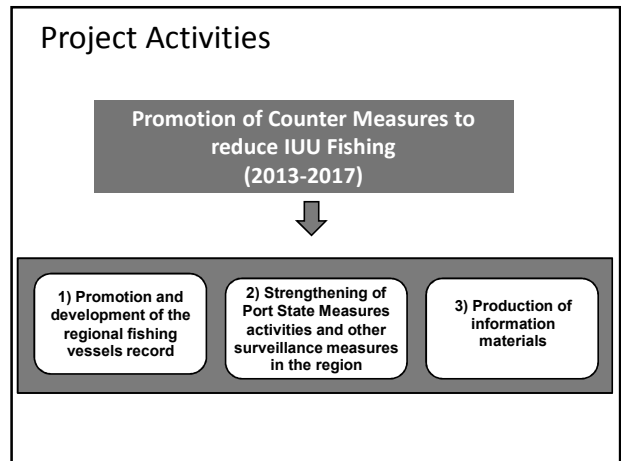 Project Activities
Promotion of Counter Measures to
reduce IUU Fishing
(2013-2017)
1) Promotion and
development of the
regional fishing
vessels record
2) Strengthening of
Port State Measures
activities and other
surveillance measures
in the region
3) Production of
information
materials